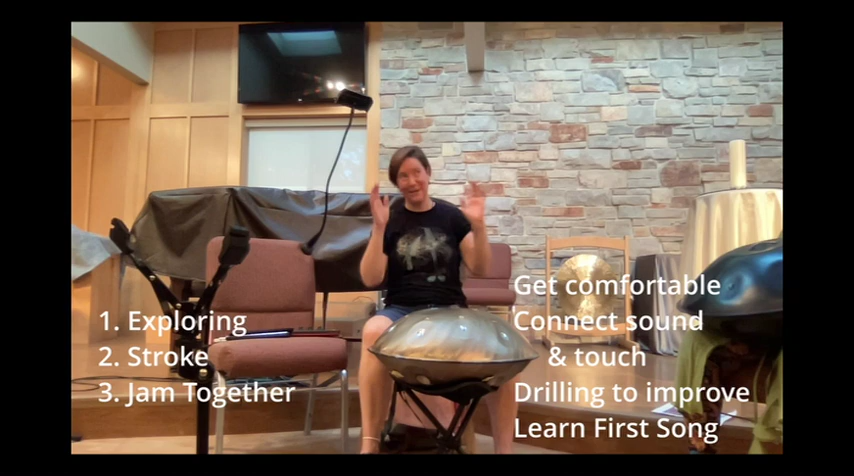 1. Exploring
2. Stroke
3. Jam Together
Get comfortable
Connect sound
& touch
Drilling to improve
Learn First Song